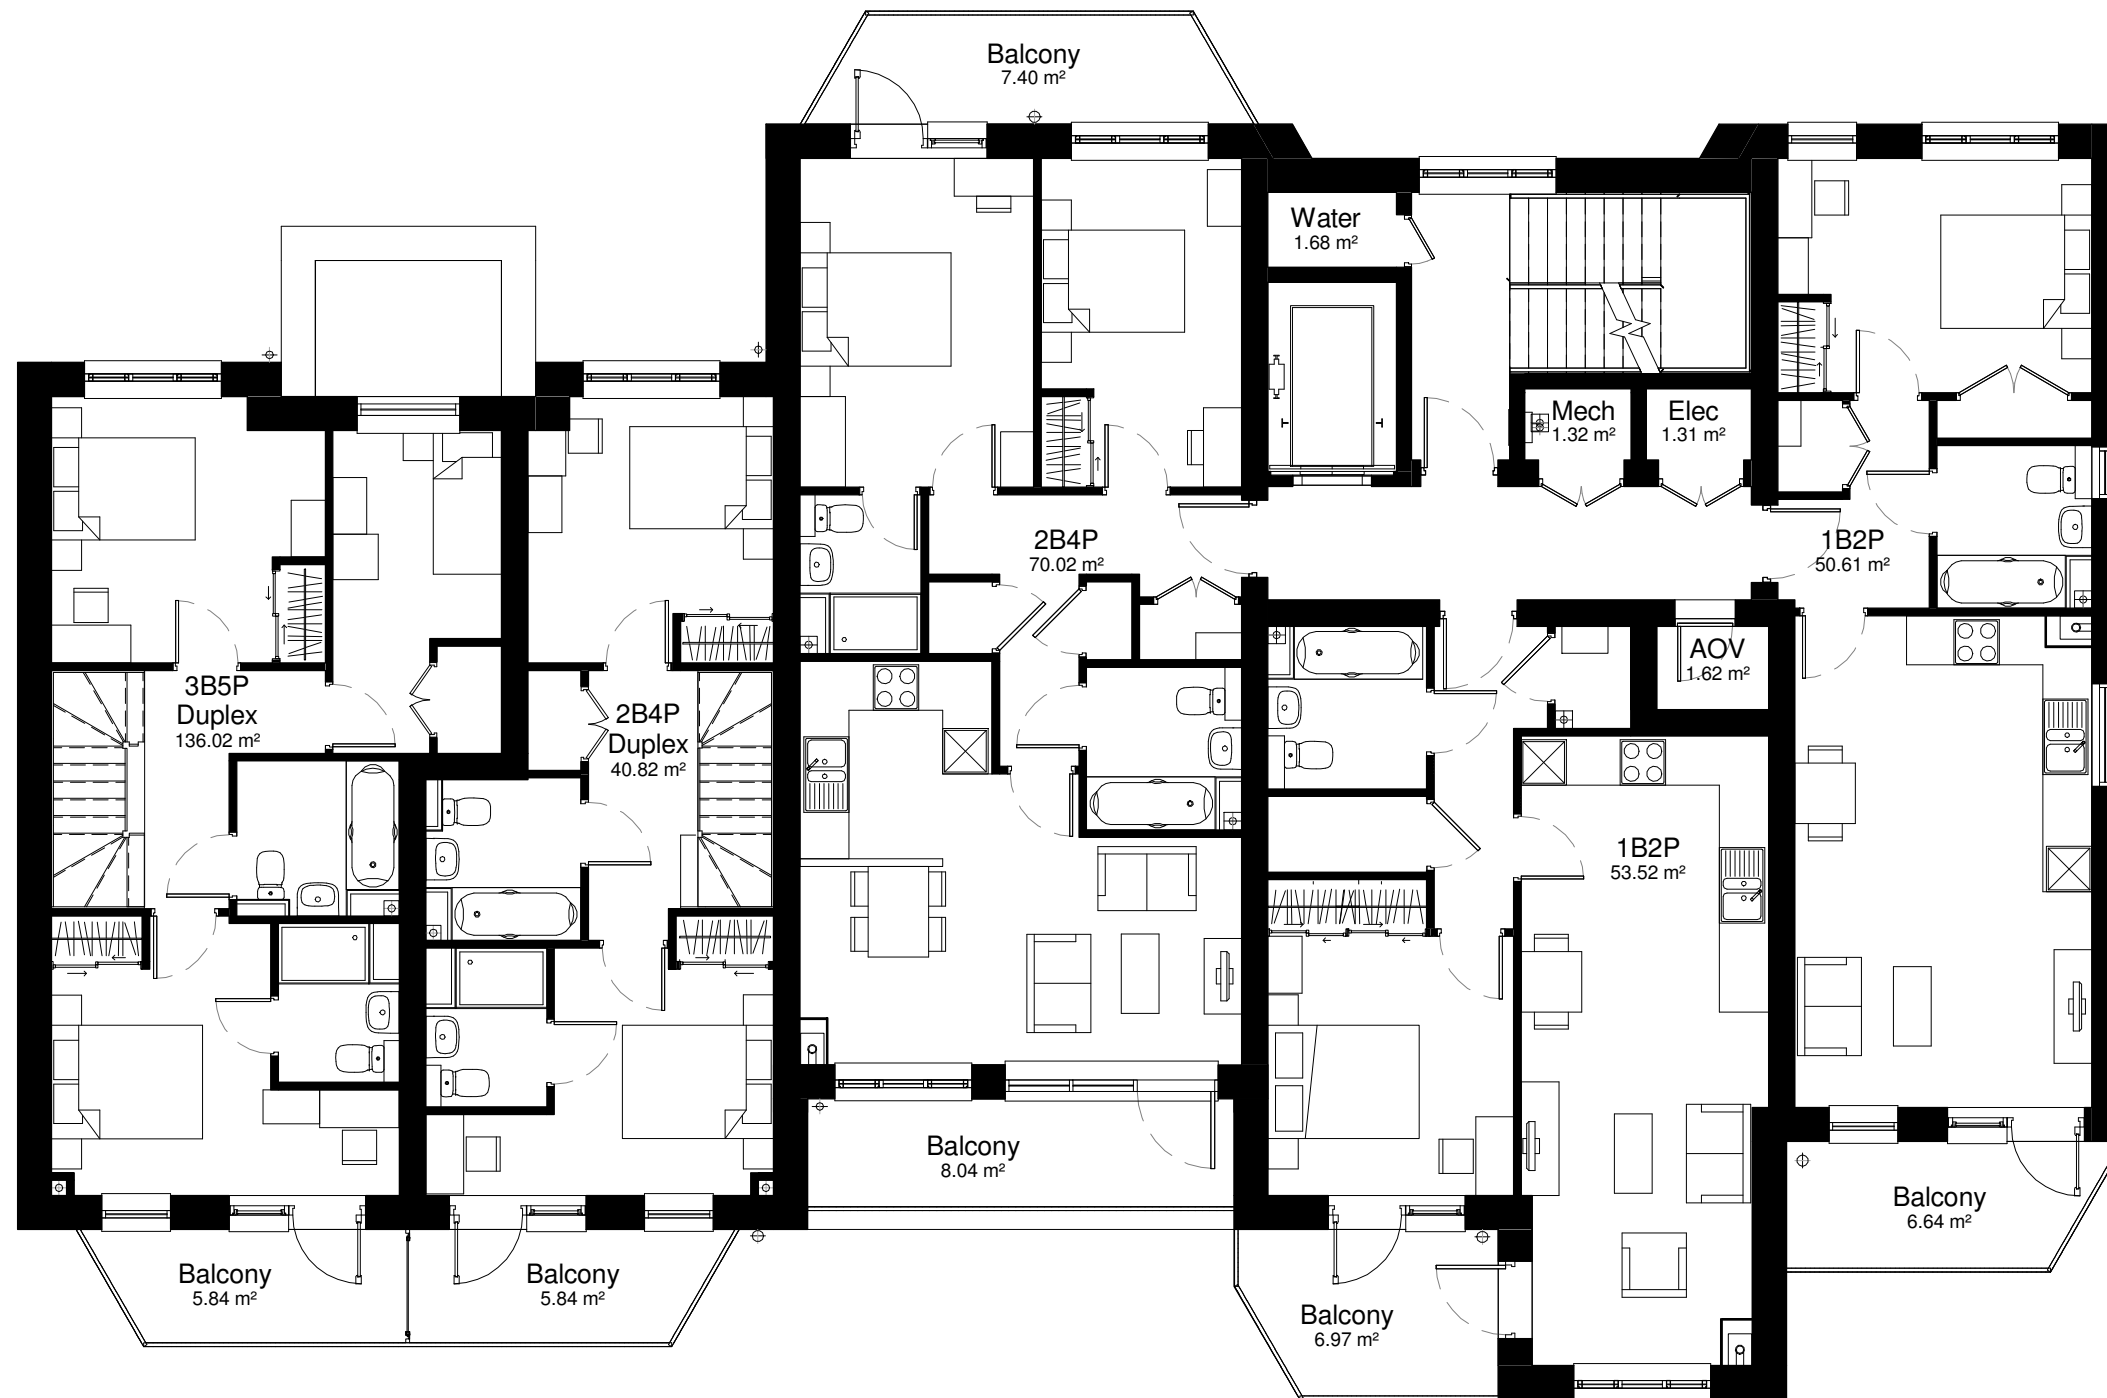 Balcony
7.40 m²
Water
1.68 m²
Mech
1.32 m²
Elec
1.31 m²
2B4P
70.02 m²
1B2P
50.61 m²
AOV
1.62 m²
3B5P
Duplex
136.02 m²
2B4P
Duplex
40.82 m²
1B2P
53.52 m²
Balcony
8.04 m²
Balcony
6.64 m²
Balcony
5.84 m²
Balcony
5.84 m²
Balcony
6.97 m²